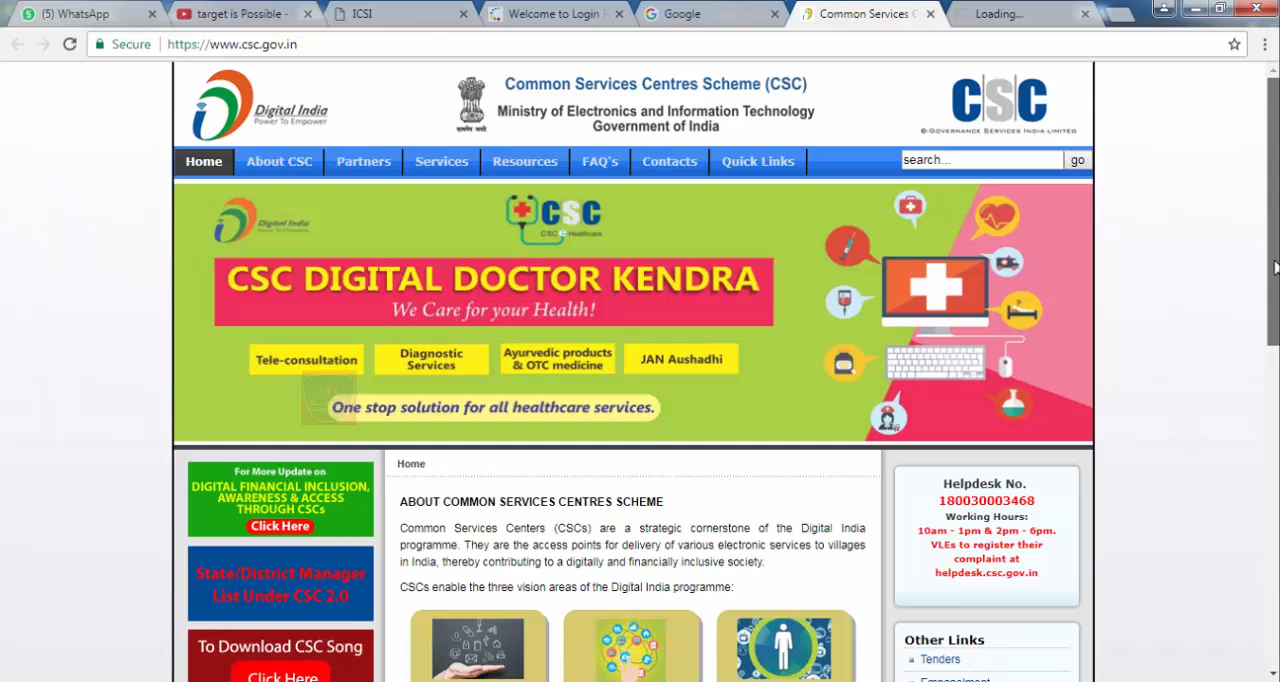 (5) WhatsApp
target is Possible -
ICSI
Welcome to Login
Google
Common Services C
Loading...
Secure
https://www.csc.gov.in
Digital India
Power To Empower
Common Services Centres Scheme (CSC)
Ministry of Electronics and Information Technology
Government of India
सत्यमेव जयते
CSC
e-GOVERNANCE SERVICES INDIA LIMITED
Home
About CSC
Partners
Services
Resources
FAQ's
Contacts
Quick Links
search...
go
Digital India
CSC
CSC e Healthcare
CSC DIGITAL DOCTOR KENDRA
We Care for your Health!
Tele-consultation
Diagnostic
Services
Ayurvedic products
& OTC medicine
JAN Aushadhi
One stop solution for all healthcare services.
For More Update on
DIGITAL FINANCIAL INCLUSION,
AWARENESS & ACCESS
THROUGH CSCs
Click Here
State/District Manager
List Under CSC 2.0
To Download CSC Song
Click Here
Home
ABOUT COMMON SERVICES CENTRES SCHEME
Common Services Centers (CSCs) are a strategic cornerstone of the Digital India
programme. They are the access points for delivery of various electronic services to villages
in India, thereby contributing to a digitally and financially inclusive society.
CSCs enable the three vision areas of the Digital India programme:
Helpdesk No.
180030003468
Working Hours:
10am - 1pm & 2pm - 6pm.
VLEs to register their
complaint at
helpdesk.csc.gov.in
Other Links
Tenders
Empanelment